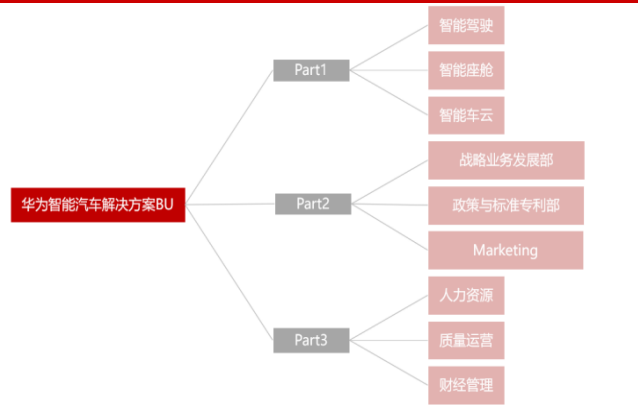 华为智能汽车解决方案BU
Part1
智能驾驶
智能座舱
智能车云
Part2
战略业务发展部
政策与标准专利部
Marketing
Part3
人力资源
质量运营
财经管理